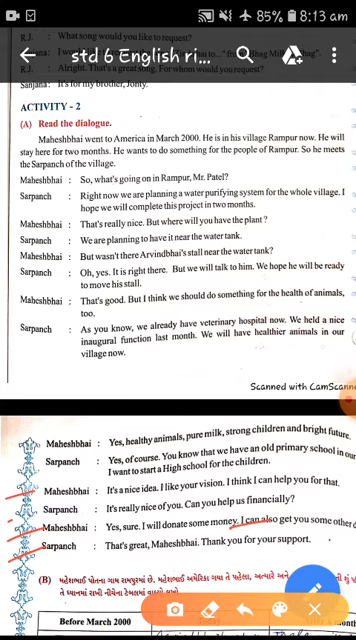 85% 8:13 am
R.J. : What song would you like to request?
R.J. : Alright. That's a great song. For whom would you request?
std 6 English ri...
Sanjana: It's for my brother, Jonty.
ACTIVITY - 2
(A) Read the dialogue.
Maheshbhai went to America in March 2000. He is in his village Rampur now. He will
stay here for two months. He wants to do something for the people of Rampur. So he meets
the Sarpanch of the village.
Maheshbhai : So, what's going on in Rampur, Mr. Patel?
Sarpanch : Right now we are planning a water purifying system for the whole village. I
hope we will complete this project in two months.
Maheshbhai : That's really nice. But where will you have the plant?
Sarpanch : We are planning to have it near the water tank.
Maheshbhai : But wasn't there Arvindbhai's stall near the water tank?
Sarpanch : Oh, yes. It is right there. But we will talk to him. We hope he will be ready
to move his stall.
Maheshbhai : That's good. But I think we should do something for the health of animals,
too.
Sarpanch : As you know, we already have veterinary hospital now. We held a nice
inaugural function last month. We will have healthier animals in our
village now.
Scanned with CamScann
Maheshbhai : Yes, healthy animals, pure milk, strong children and bright future.
Sarpanch : Yes, of course. You know that we have an old primary school in our
I want to start a High school for the children.
Maheshbhai : It's a nice idea. I like your vision. I think I can help you for that.
Sarpanch : It's really nice of you. Can you help us financially?
Maheshbhai : Yes, sure. I will donate some money. I can also get you some other
Sarpanch : That's great, Maheshbhai. Thank you for your support.
(B) મહેશભાઈ પોતાના ગામ રામપુરમાં છે. મહેશભાઈ અમેરિકા ગયા તે પહેલા, અત્યારે અને
તે ધ્યાનમાં રાખી નીચેના ટેબલમાં
Before March 2000